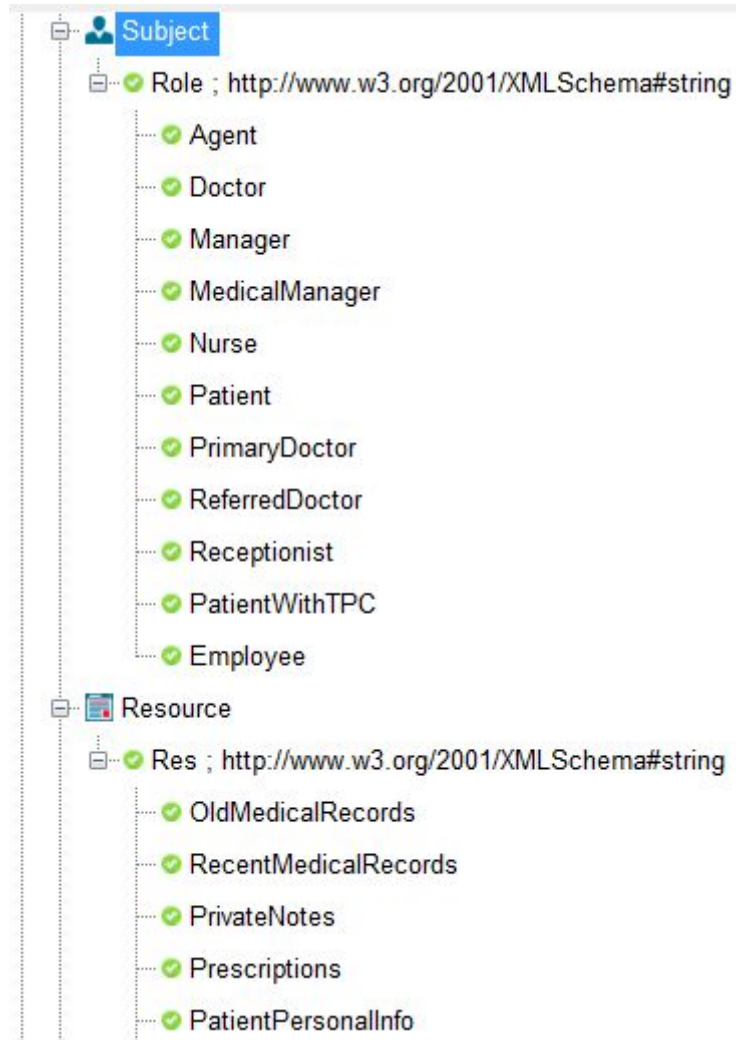 Subject
Role ; http://www.w3.org/2001/XMLSchema#string
Agent
Doctor
Manager
MedicalManager
Nurse
Patient
PrimaryDoctor
ReferredDoctor
Receptionist
PatientWithTPC
Employee
Resource
Res ; http://www.w3.org/2001/XMLSchema#string
OldMedicalRecords
RecentMedicalRecords
PrivateNotes
Prescriptions
PatientPersonalInfo